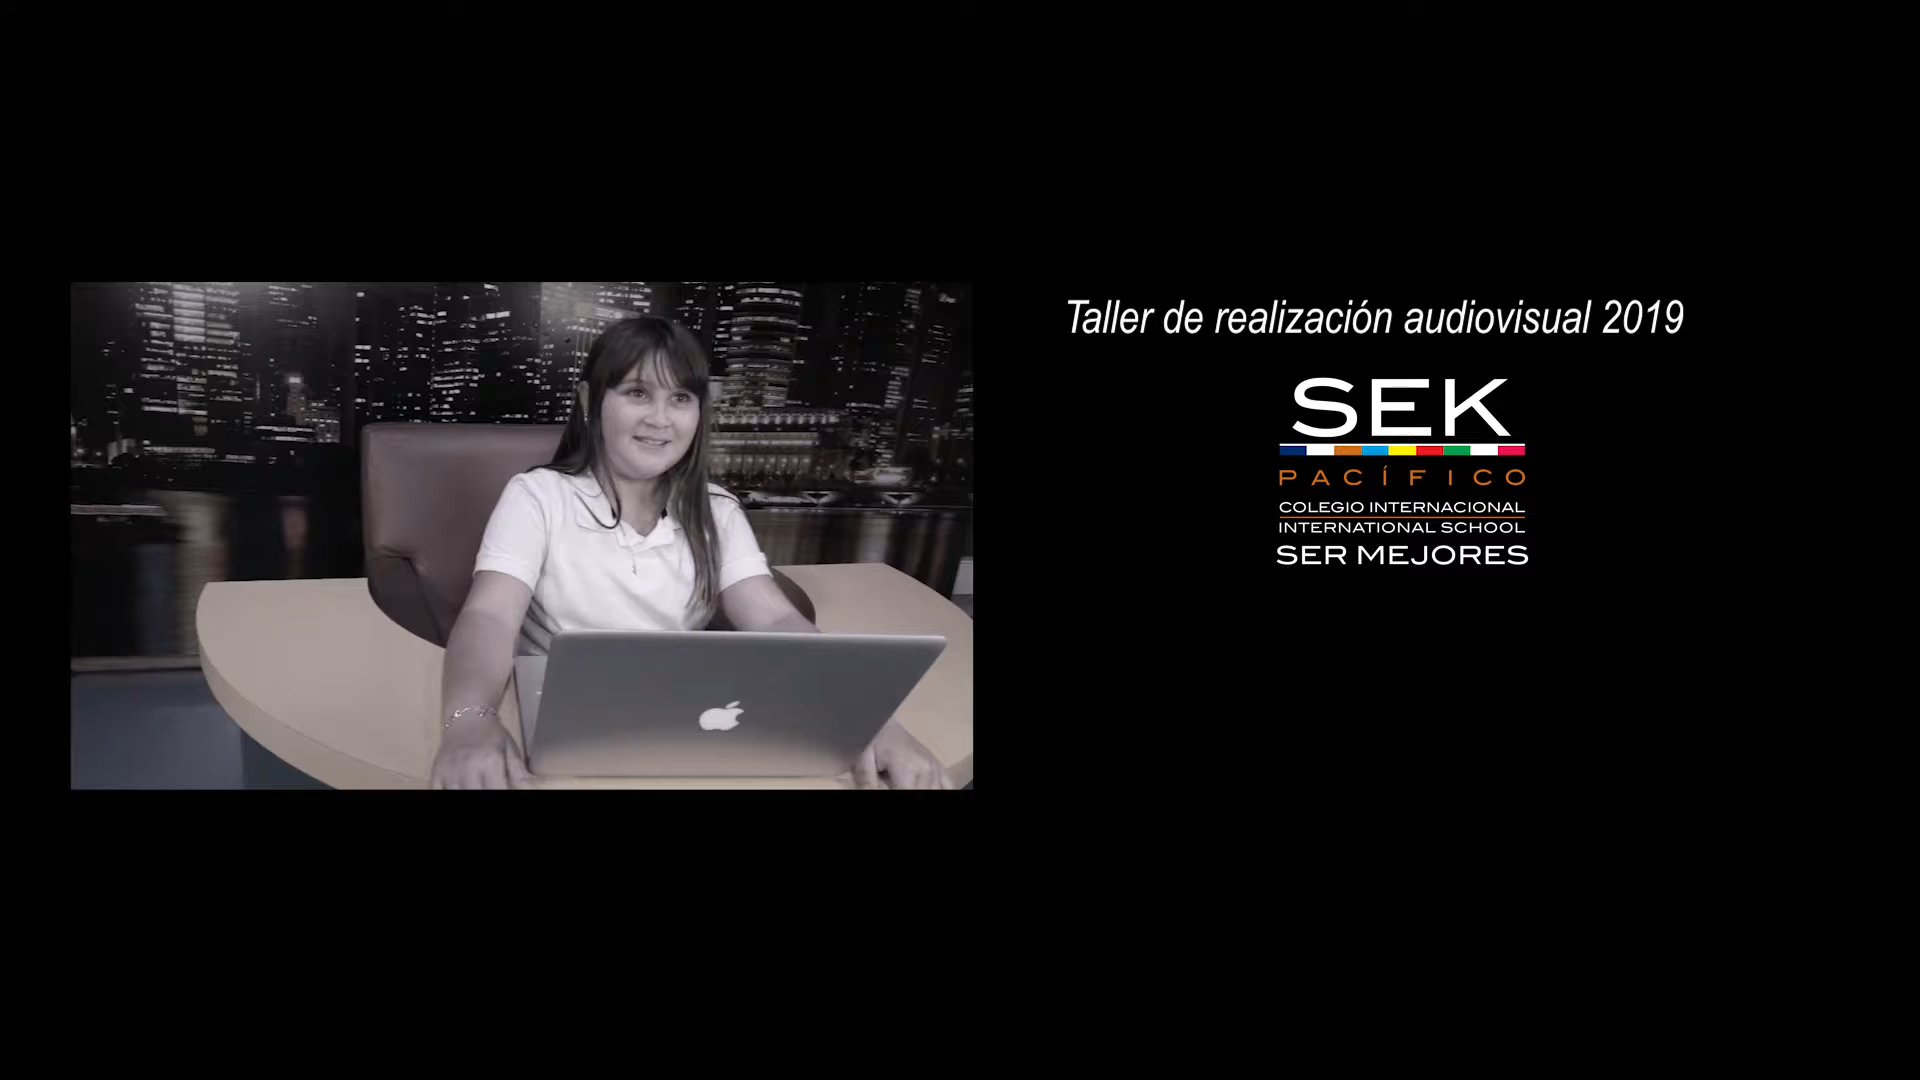 Taller de realización audiovisual 2019
SEK
PACÍFICO
COLEGIO INTERNACIONAL
INTERNATIONAL SCHOOL
SER MEJORES